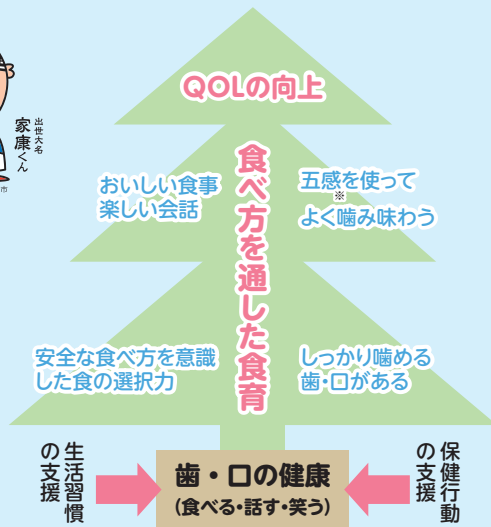 QOLの向上
出世大名
家康くん
市
食べ方を通した食育
おいしい食事
楽しい会話
五感を使って
※
よく噛み味わう
安全な食べ方を意識
した食の選択力
しっかり噛める
歯・口がある
生活習慣
の支援
歯・口の健康
(食べる・話す・笑う)
保健行動
の支援